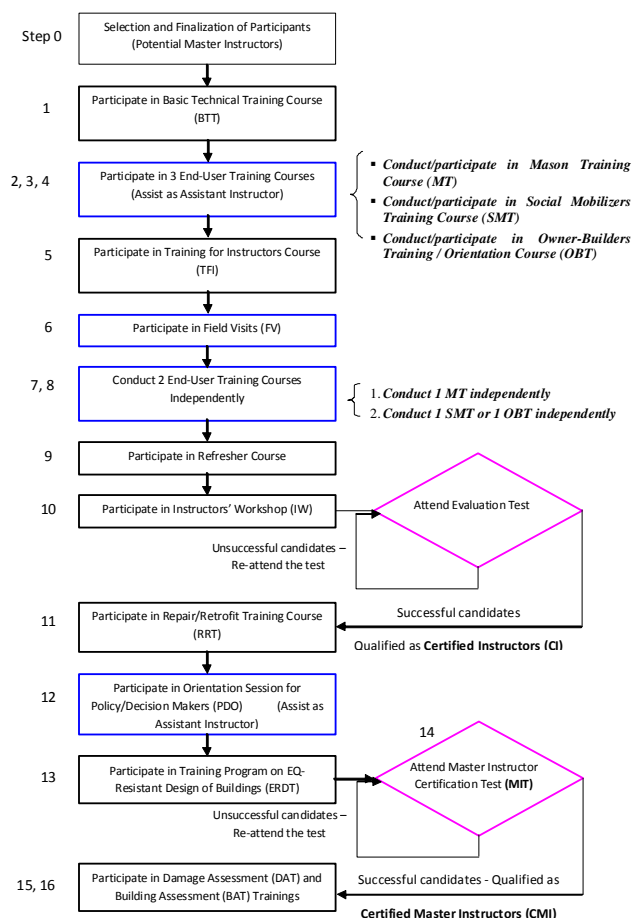 Step 0
Selection and Finalization of Participants
(Potential Master Instructors)
1
Participate in Basic Technical Training Course
(BTT)
2, 3, 4
Participate in 3 End-User Training Courses
(Assist as Assistant Instructor)
▪ Conduct/participate in Mason Training
Course (MT)
▪ Conduct/participate in Social Mobilizers
Training Course (SMT)
▪ Conduct/participate in Owner-Builders
Training / Orientation Course (OBT)
5
Participate in Training for Instructors Course
(TFI)
6
Participate in Field Visits (FV)
7, 8
Conduct 2 End-User Training Courses
Independently
1. Conduct 1 MT independently
2. Conduct 1 SMT or 1 OBT independently
9
Participate in Refresher Course
10
Participate in Instructors' Workshop (IW)
Attend Evaluation Test
Unsuccessful candidates –
Re-attend the test
11
Participate in Repair/Retrofit Training Course
(RRT)
Successful candidates
Qualified as Certified Instructors (CI)
12
Participate in Orientation Session for
Policy/Decision Makers (PDO) (Assist as
Assistant Instructor)
13
Participate in Training Program on EQ-
Resistant Design of Buildings (ERDT)
14
Attend Master Instructor
Certification Test (MIT)
Unsuccessful candidates –
Re-attend the test
15, 16
Participate in Damage Assessment (DAT) and
Building Assessment (BAT) Trainings
Successful candidates - Qualified as
Certified Master Instructors (CMI)